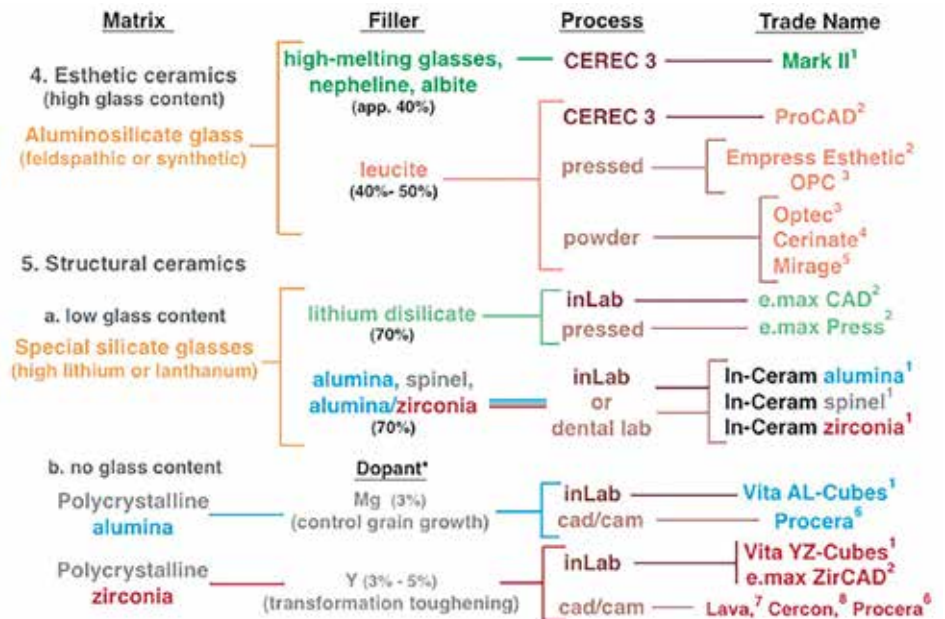 Matrix Filler Process Trade Name
4. Esthetic ceramics
(high glass content)
Aluminosilicate glass
(feldspathic or synthetic)
high-melting glasses,
nepheline, albite
(app. 40%)
CEREC 3 Mark II¹
leucite
(40%- 50%)
CEREC 3 ProCAD²
pressed Empress Esthetic²
OPC³
powder Optec³
Cerinate⁴
Mirage⁵
5. Structural ceramics
a. low glass content
Special silicate glasses
(high lithium or lanthanum)
lithium disilicate
(70%)
inLab e.max CAD²
pressed e.max Press²
alumina, spinel,
alumina/zirconia
(70%)
inLab
or
dental lab
In-Ceram alumina¹
In-Ceram spinel¹
In-Ceram zirconia¹
b. no glass content Dopant*
Polycrystalline
alumina
Mg (3%)
(control grain growth)
inLab Vita AL-Cubes¹
cad/cam Procera⁶
Polycrystalline
zirconia
Y (3% - 5%)
(transformation toughening)
inLab Vita YZ-Cubes¹
e.max ZirCAD²
cad/cam Lava,⁷ Cercon,⁸ Procera⁶